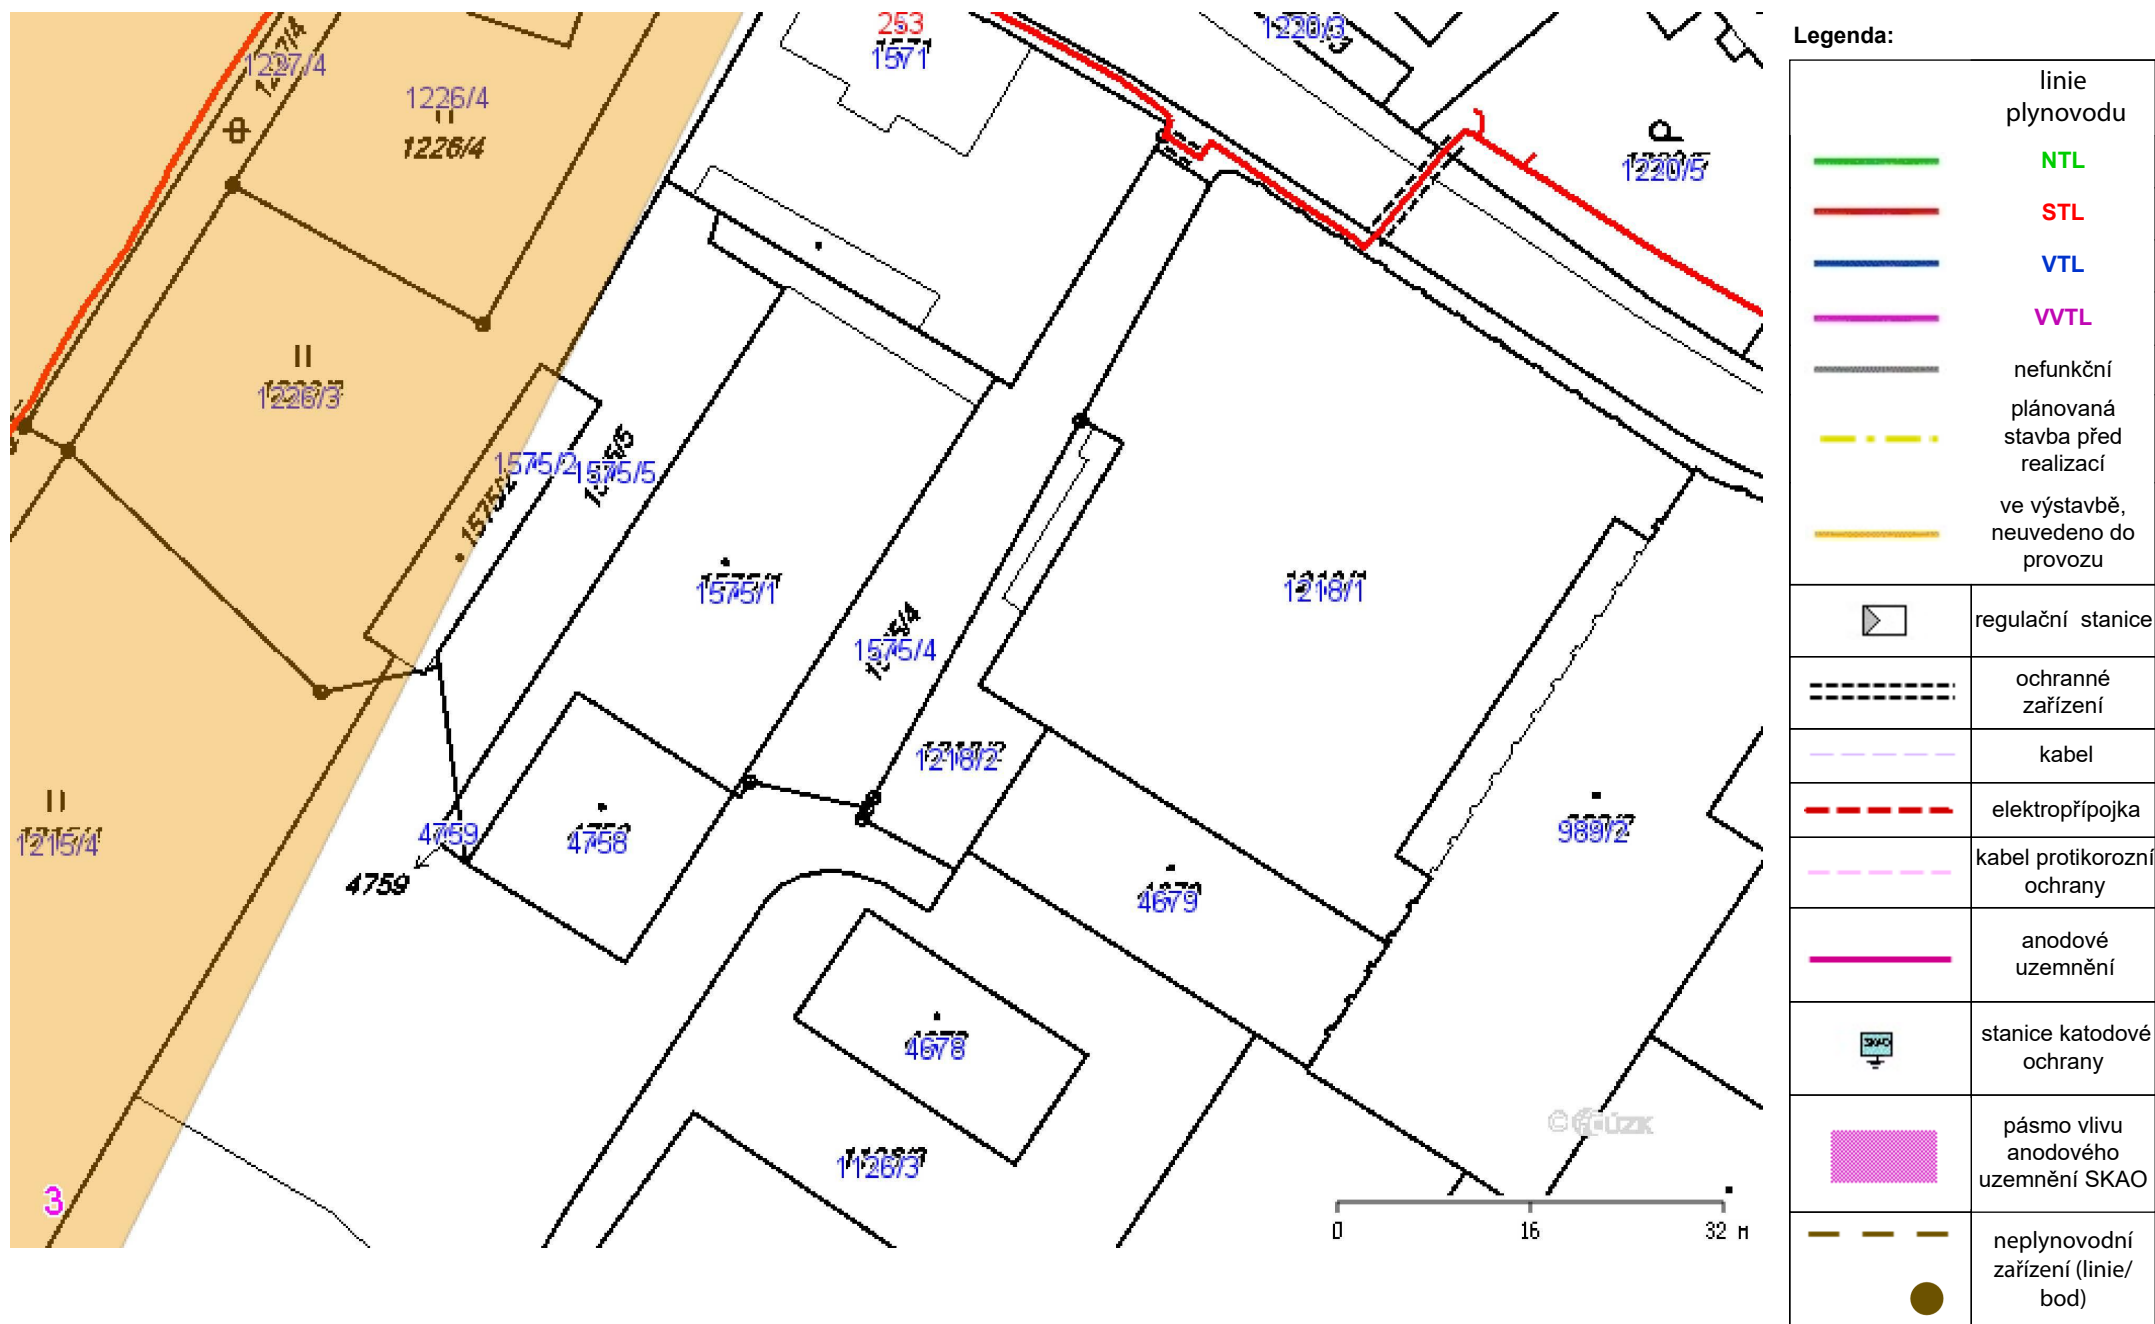 253
1571
1220/3
1227/4
1227/4
1226/4
1226/4
1220/5
1226/3
1575/2
1575/5
1575/1
1218/1
1575/4
1218/2
4759
4759
4758
1215/4
989/2
4679
4678
1126/3
3
0 16 32 м
Legenda:
linie
plynovodu
NTL
STL
VTL
VVTL
nefunkční
plánovaná
stavba před
realizací
ve výstavbě,
neuvedeno do
provozu
regulační stanice
ochranné
zařízení
kabel
elektropřípojka
kabel protikorozní
ochrany
anodové
uzemnění
SKAO
stanice katodové
ochrany
pásmo vlivu
anodového
uzemnění SKAO
neplynovodní
zařízení (linie/
bod)